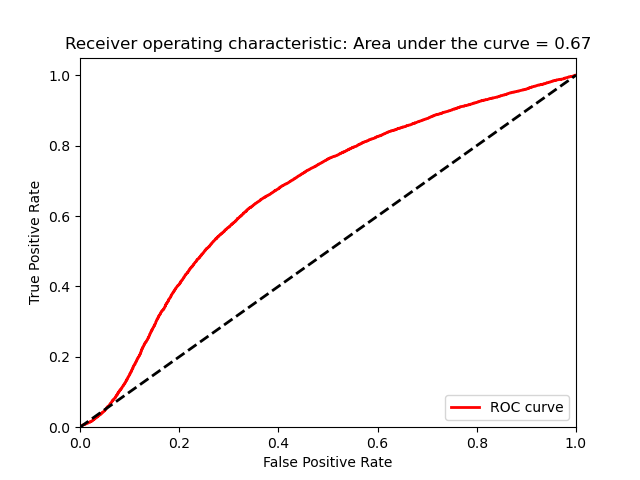 Receiver operating characteristic: Area under the curve = 0.67
1.0
0.8
0.6
0.4
0.2
0.0
True Positive Rate
ROC curve
0.0 0.2 0.4 0.6 0.8 1.0
False Positive Rate